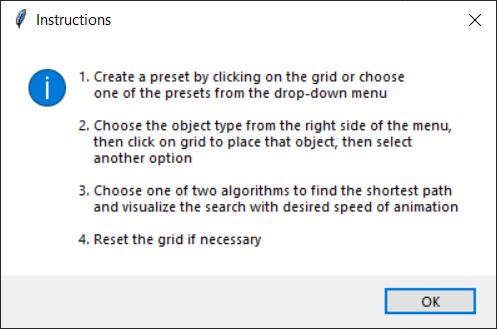 Instructions
1. Create a preset by clicking on the grid or choose
one of the presets from the drop-down menu
2. Choose the object type from the right side of the menu,
then click on grid to place that object, then select
another option
3. Choose one of two algorithms to find the shortest path
and visualize the search with desired speed of animation
4. Reset the grid if necessary
OK